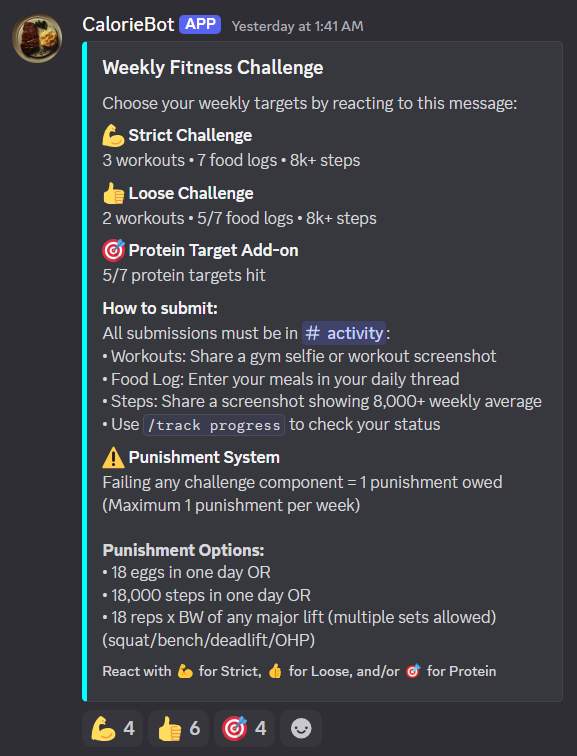 CalorieBot APP Yesterday at 1:41 AM
Weekly Fitness Challenge
Choose your weekly targets by reacting to this message:
💪 Strict Challenge
3 workouts • 7 food logs • 8k+ steps
👍 Loose Challenge
2 workouts • 5/7 food logs • 8k+ steps
🎯 Protein Target Add-on
5/7 protein targets hit
How to submit:
All submissions must be in # activity:
• Workouts: Share a gym selfie or workout screenshot
• Food Log: Enter your meals in your daily thread
• Steps: Share a screenshot showing 8,000+ weekly average
• Use /track progress to check your status
⚠️ Punishment System
Failing any challenge component = 1 punishment owed
(Maximum 1 punishment per week)
Punishment Options:
• 18 eggs in one day OR
• 18,000 steps in one day OR
• 18 reps x BW of any major lift (multiple sets allowed)
(squat/bench/deadlift/OHP)
React with 💪 for Strict, 👍 for Loose, and/or 🎯 for Protein
💪 4 👍 6 🎯 4